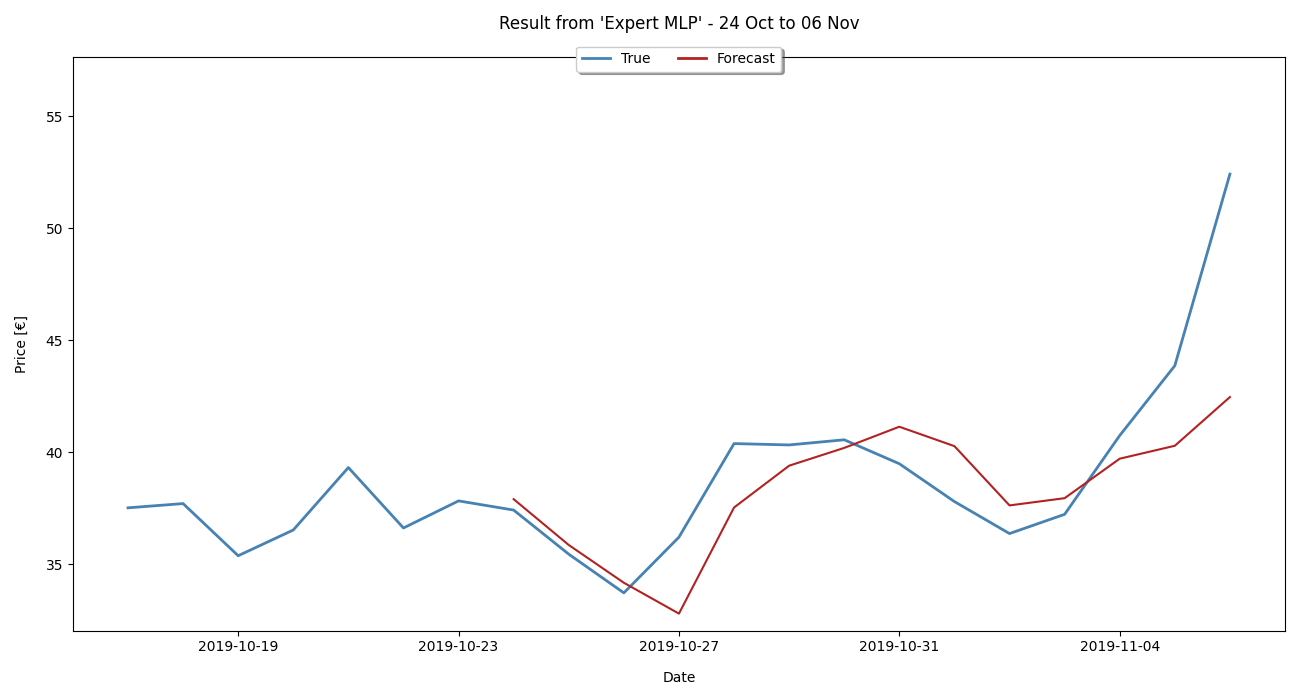 Result from 'Expert MLP' - 24 Oct to 06 Nov
True Forecast
55
50
45
40
35
Price [€]
2019-10-19 2019-10-23 2019-10-27 2019-10-31 2019-11-04
Date